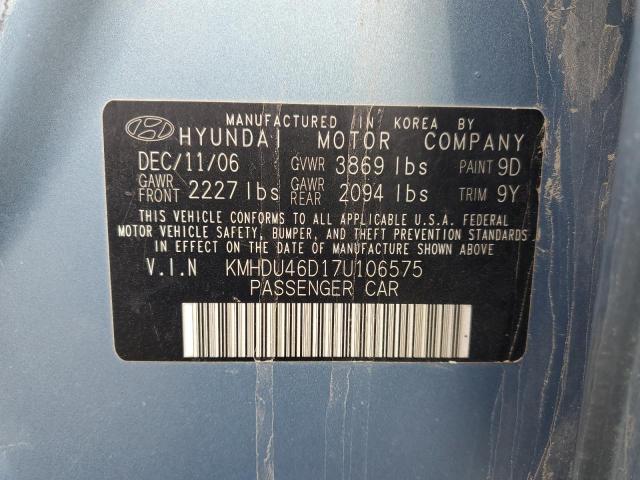 MANUFACTURED IN KOREA BY
HYUNDAI MOTOR COMPANY
DEC/11/06 GVWR 3869 lbs PAINT 9D
GAWR FRONT 2227 lbs GAWR REAR 2094 lbs TRIM 9Y
THIS VEHICLE CONFORMS TO ALL APPLICABLE U.S.A. FEDERAL
MOTOR VEHICLE SAFETY, BUMPER, AND THEFT PREVENTION STANDARDS
IN EFFECT ON THE DATE OF MANUFACTURE SHOWN ABOVE
V.I.N KMHDU46D17U106575
PASSENGER CAR